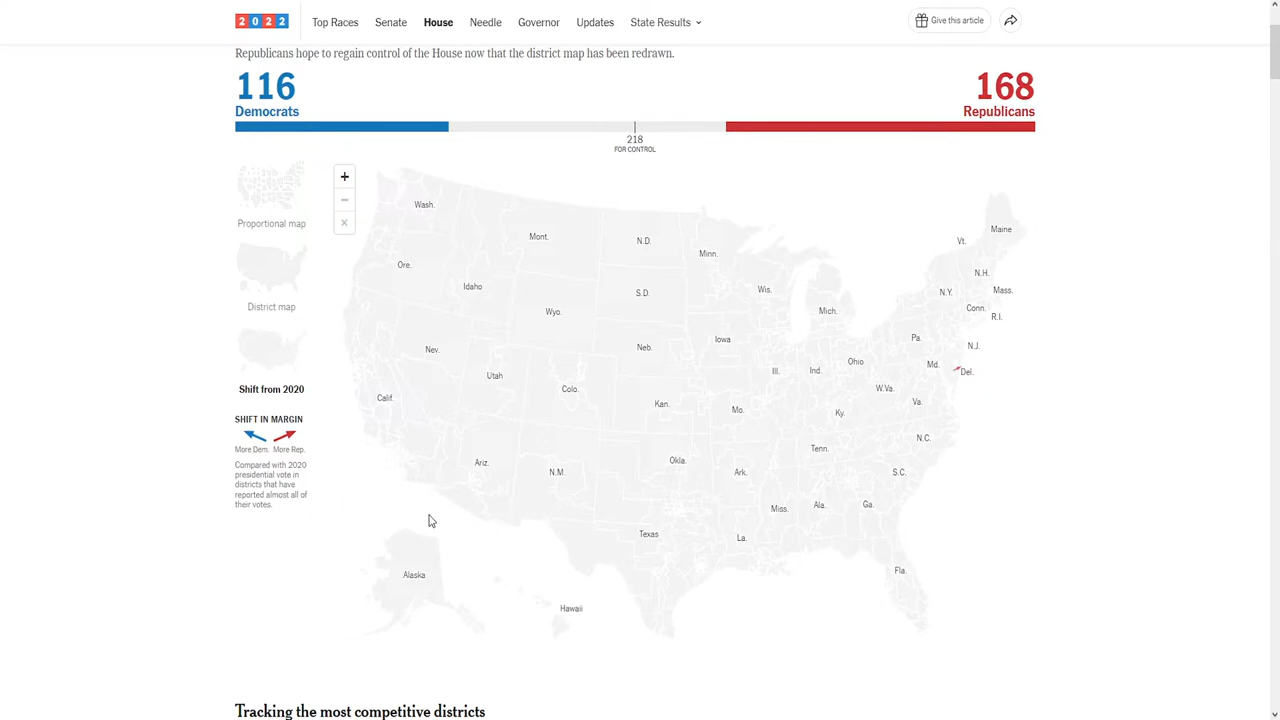 2022 Top Races Senate House Needle Governor Updates State Results Give this article
Republicans hope to regain control of the House now that the district map has been redrawn.
116 168
Democrats Republicans
218
FOR CONTROL
Proportional map
District map
Shift from 2020
SHIFT IN MARGIN
More Dem. More Rep.
Compared with 2020
presidential vote in
districts that have
reported almost all of
their votes.
+
−
×
Wash.
Mont.
N.D.
Minn.
Maine
Vt.
Ore.
Idaho
S.D.
Wis.
N.H.
N.Y.
Mass.
Wyo.
Mich.
Conn.
R.I.
Nev.
Neb.
Iowa
Pa.
N.J.
Utah
Colo.
Ill.
Ind.
Ohio
Md.
Del.
Calif.
Kan.
Mo.
Ky.
W.Va.
Va.
Ariz.
N.M.
Okla.
Ark.
Tenn.
N.C.
S.C.
Texas
La.
Miss.
Ala.
Ga.
Alaska
Hawaii
Fla.
Tracking the most competitive districts